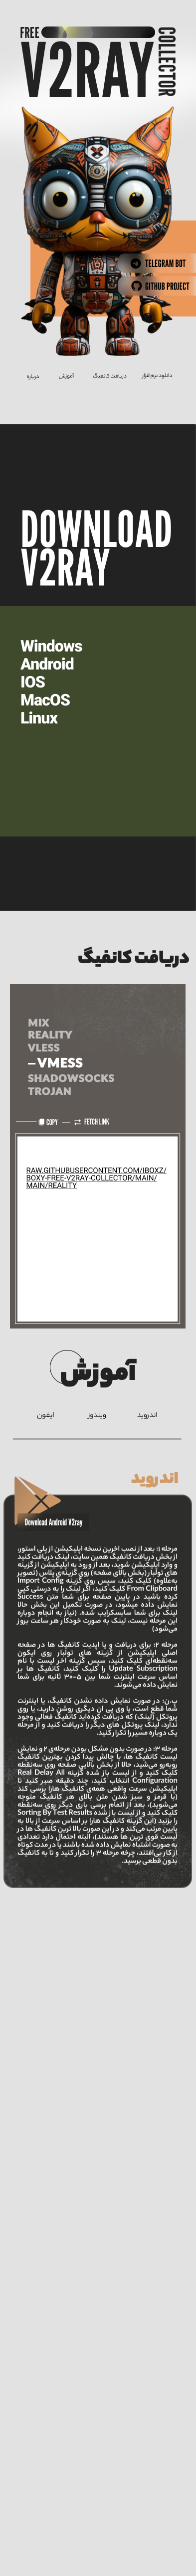 FREE
V2RAY
COLLECTOR
TELEGRAM BOT
GITHUB PROJECT
دانلود نرم‌افزار
دریافت کانفیگ
آموزش
درباره
DOWNLOAD
V2RAY
Windows
Android
IOS
MacOS
Linux
دریافت کانفیگ
MIX
REALITY
VLESS
– VMESS
SHADOWSOCKS
TROJAN
COPY
FETCH LINK
RAW.GITHUBUSERCONTENT.COM/IBOXZ/
BOXY-FREE-V2RAY-COLLECTOR/MAIN/
MAIN/REALITY
آموزش
اندروید
ویندوز
ایفون
اندروید
Download Android V2ray
مرحله ۱: بعد از نصب اخرین نسخه اپلیکیشن از پلی استور،
از بخش دریافت کانفیگ همین سایت، لینک دریافت کنید
و وارد اپلیکیشن شوید، بعد از ورود به اپلیکیشن از گزینه
های تولبار (بخش بالای صفحه) روی گزینه‌ی پلاس (تصویر
به‌علاوه) کلیک کنید، سپس روی گزینه Import Config
From Clipboard کلیک کنید، اگر لینک را به درستی کپی
کرده باشید در پایین صفحه برای شما متن Success
نمایش داده میشود، در صورت تکمیل این بخش حالا
لینک برای شما سابسکرایب شده. (نیاز به انجام دوباره
این مرحله نیست، لینک به صورت خودکار هر ساعت بروز
می‌شود)
مرحله ۲: برای دریافت و یا اپدیت کانفیگ ها در صفحه
اصلی اپلیکیشن از گزینه های تولبار روی ایکون
سه‌نقطه کلیک کنید، سپس گزینه اخر لیست با نام
Update Subscription را کلیک کنید، کانفیگ ها بر
اساس سرعت اینترنت شما بین ۵-۳۰ ثانیه برای شما
نمایش داده می‌شوند.
پ.ن: در صورت نمایش داده نشدن کانفیگ، یا اینترنت
شما قطع است، یا وی پی ان دیگری روشن دارید، یا روی
پروتکل (لینک) که دریافت کرده‌اید کانفیگ فعالی وجود
ندارد، لینک پروتکل های دیگر را دریافت کنید و از مرحله
یک دوباره مسیر را تکرار کنید.
مرحله ۳: در صورت بدون مشکل بودن مرحله‌ی ۲ و نمایش
لیست کانفیگ ها، با چالش پیدا کردن بهترین کانفیگ
روبه‌رو می‌شید، حالا از بخش بالایی صفحه روی سه‌نقطه
کلیک کنید و از لیست باز شده گزینه Real Delay All
Configuration انتخاب کنید، چند دقیقه صبر کنید تا
اپلیکیشن سرعت واقعی همه‌ی کانفیگ هارا بررسی کند
(با قرمز و سبز شدن متن بالای هر کانفیگ متوجه
می‌شوید)، بعد از اتمام بررسی باری دیگر روی سه‌نقطه
کلیک کنید و از لیست باز شده Sorting By Test Results
را بزنید (این گزینه کانفیگ هارا بر اساس سرعت از بالا به
پایین مرتب می‌کند و در این صورت بالا ترین کانفیگ ها در
لیست قوی ترین ها هستند)، البته احتمال دارد تعدادی
به صورت اشتباه نمایش داده شده باشند یا در مدت کوتاه
از کار بی‌افتند، چرخه مرحله ۳ را تکرار کنید و تا به کانفیگ
بدون قطعی برسید.